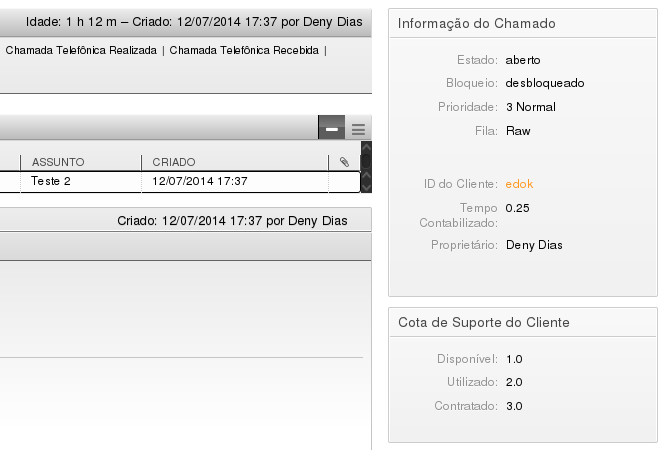 Idade: 1 h 12 m – Criado: 12/07/2014 17:37 por Deny Dias
Chamada Telefônica Realizada | Chamada Telefônica Recebida |
ASSUNTO CRIADO
Teste 2 12/07/2014 17:37
Criado: 12/07/2014 17:37 por Deny Dias
Informação do Chamado
Estado: aberto
Bloqueio: desbloqueado
Prioridade: 3 Normal
Fila: Raw
ID do Cliente: edok
Tempo 0.25
Contabilizado:
Proprietário: Deny Dias
Cota de Suporte do Cliente
Disponível: 1.0
Utilizado: 2.0
Contratado: 3.0